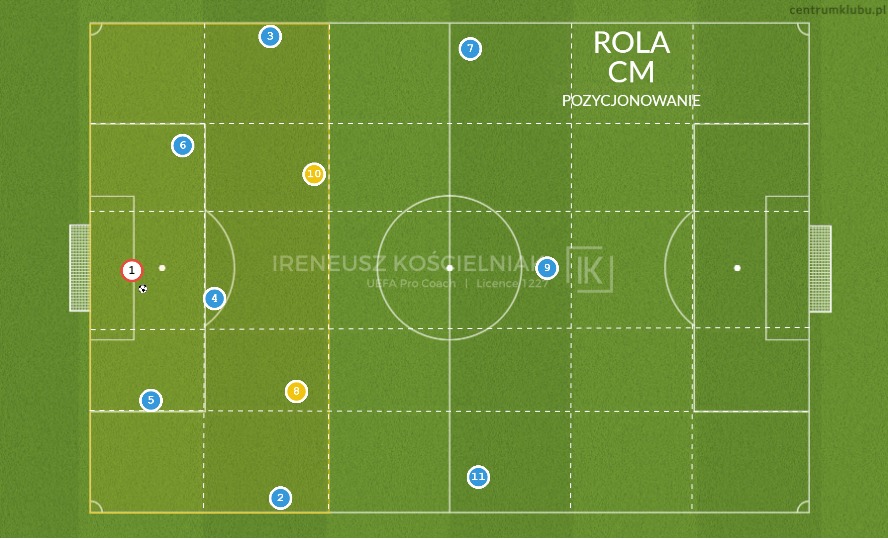 centrumklubu.pl
ROLA
CM
POZYCJONOWANIE
3
7
6
10
IRENEUSZ KOŚCIELNIAK
UEFA Pro Coach | Licence 1227
IK
1
9
4
8
5
11
2